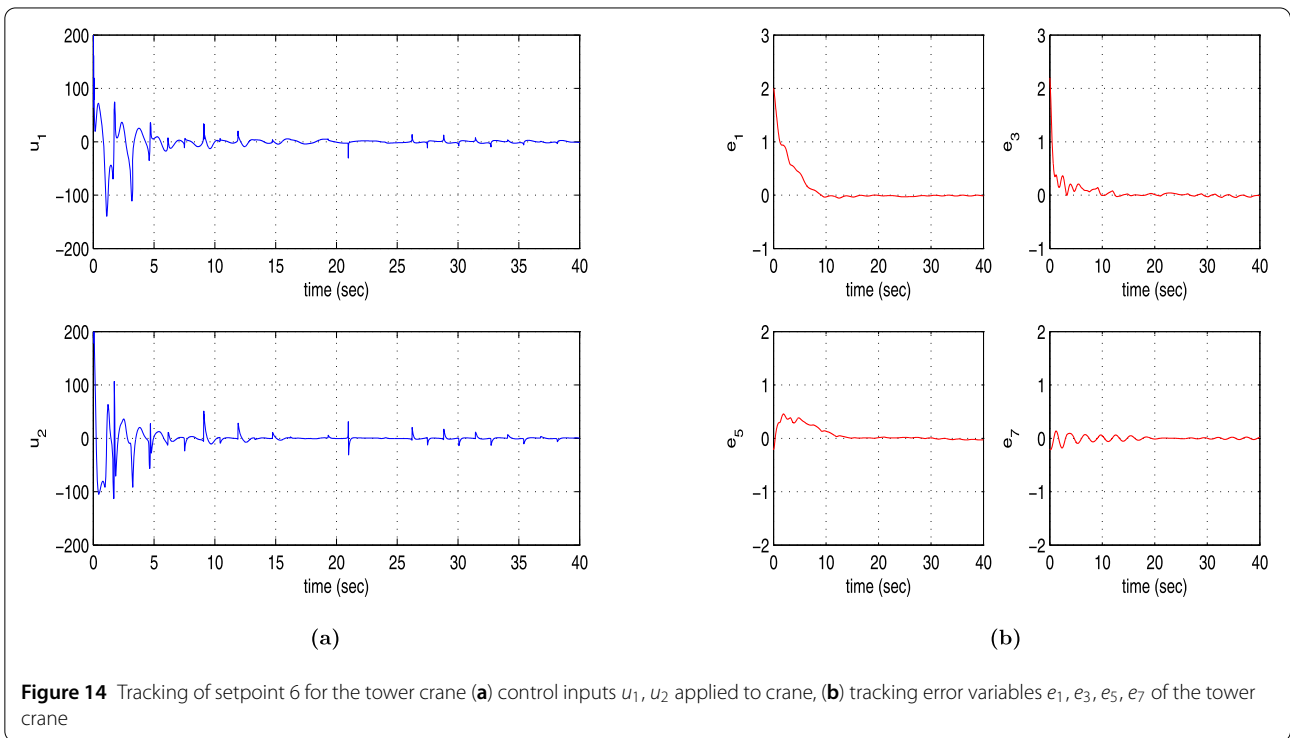 200
100
0
−100
−200
u1
0 5 10 15 20 25 30 35 40
time (sec)
200
100
0
−100
−200
u2
0 5 10 15 20 25 30 35 40
time (sec)
(a)
3
2
1
0
−1
e1
0 10 20 30 40
time (sec)
3
2
1
0
−1
e3
0 10 20 30 40
time (sec)
2
1
0
−1
−2
e5
0 10 20 30 40
time (sec)
2
1
0
−1
−2
e7
0 10 20 30 40
time (sec)
(b)
Figure 14 Tracking of setpoint 6 for the tower crane (a) control inputs u1, u2 applied to crane, (b) tracking error variables e1, e3, e5, e7 of the tower
crane